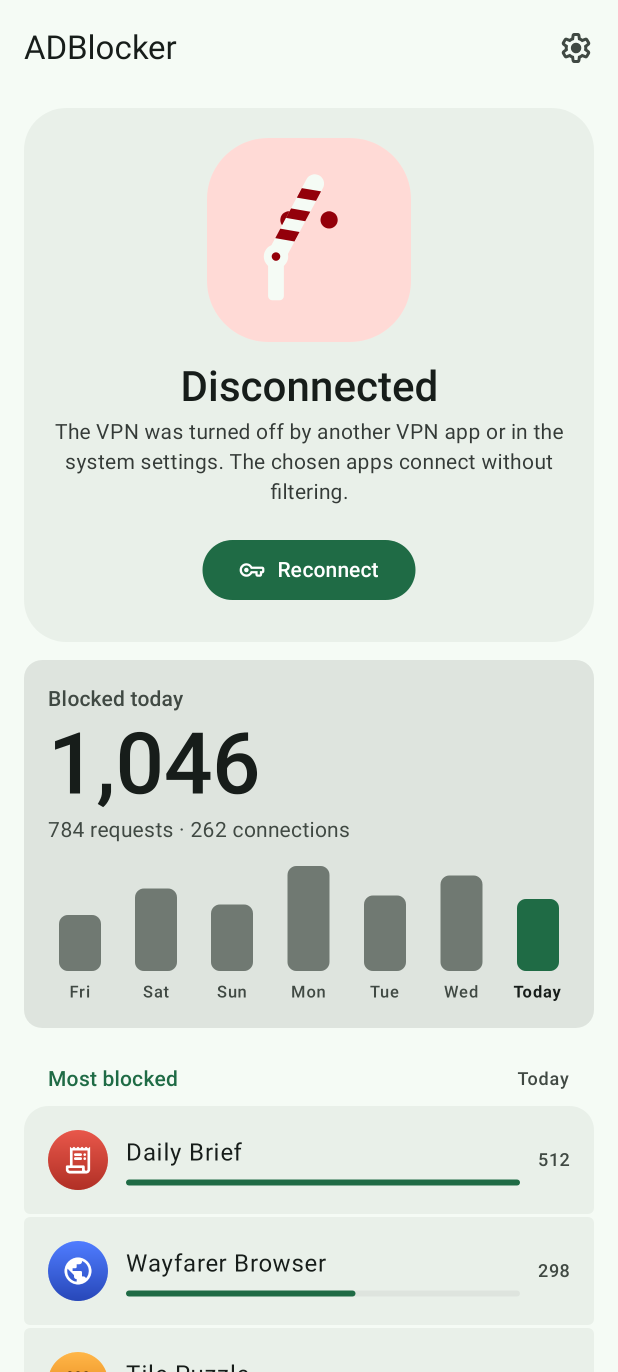 ADBlocker
Disconnected
The VPN was turned off by another VPN app or in the
system settings. The chosen apps connect without
filtering.
Reconnect
Blocked today
1,046
784 requests · 262 connections
Fri Sat Sun Mon Tue Wed Today
Most blocked Today
Daily Brief 512
Wayfarer Browser 298
Tile Puzzle